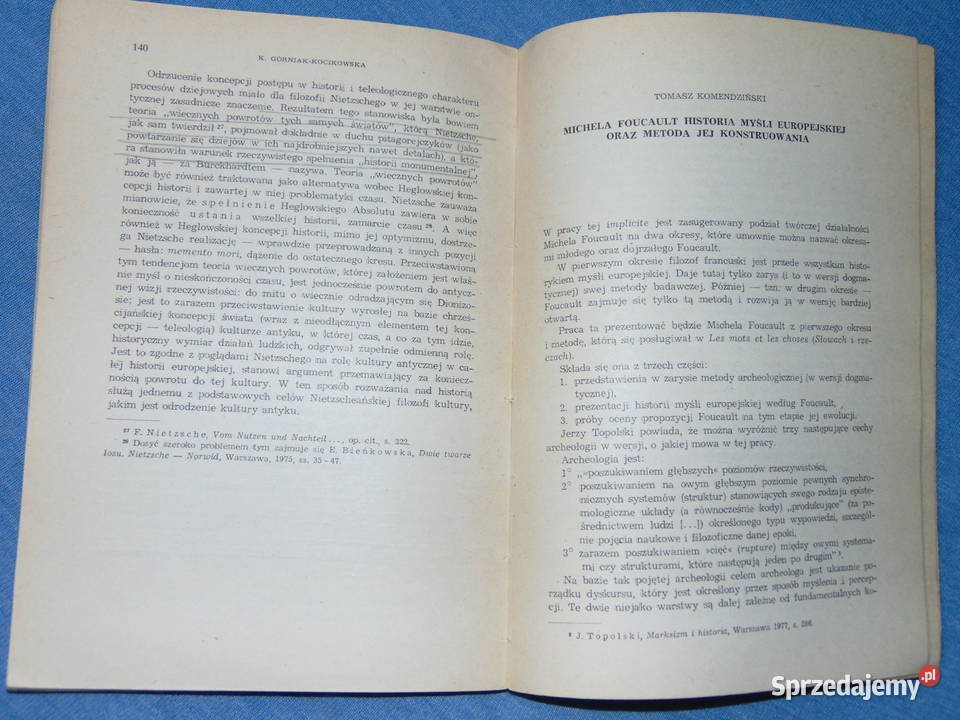 140
K. GÓRNIAK-KOCIKOWSKA
Odrzucenie koncepcji postępu w historii i teleologicznego charakteru
procesów dziejowych miało dla filozofii Nietzschego w jej warstwie on-
tycznej zasadnicze znaczenie. Rezultatem tego stanowiska była bowiem
teoria „wiecznych powrotów tych samych światów”, którą Nietzsche,
jak sam twierdził 27, pojmował dokładnie w duchu pitagorejczyków (jako
powtarzanie się dziejów w ich najdrobniejszych nawet detalach), a któ-
ra stanowiła warunek rzeczywistego spełnienia „historii monumentalnej”,
jak ją — za Burckhardtem — nazywa. Teoria „wiecznych powrotów”
może być również traktowana jako alternatywa wobec Heglowskiej kon-
cepcji historii i zawartej w niej problematyki czasu. Nietzsche zauważa
mianowicie, że spełnienie Heglowskiego Absolutu zawiera w sobie
konieczność ustania wszelkiej historii, zamarcie czasu 28. A więc
również w Heglowskiej koncepcji historii, mimo jej optymizmu, dostrze-
ga Nietzsche realizację — wprawdzie przeprowadzaną z innych pozycji
— hasła: memento mori, dążenie do ostatecznego kresu. Przeciwstawiona
tym tendencjom teoria wiecznych powrotów, której założeniem jest właś-
nie myśl o nieskończoności czasu, jest jednocześnie powrotem do antycz-
nej wizji rzeczywistości: do mitu o wiecznie odradzającym się Dionizo-
sie; jest to zarazem przeciwstawienie kultury wyrosłej na bazie chrześ-
cijańskiej koncepcji świata (wraz z nieodłącznym elementem tej kon-
cepcji — teleologią) kulturze antyku, w której czas, a co za tym idzie,
historyczny wymiar działań ludzkich, odgrywał zupełnie odmienną rolę.
Jest to zgodne z poglądami Nietzschego na rolę kultury antycznej w ca-
łej historii europejskiej, stanowi argument przemawiający za koniecz-
nością powrotu do tej kultury. W ten sposób rozważania nad historią
służą jednemu z podstawowych celów Nietzscheańskiej filozofii kultury,
jakim jest odrodzenie kultury antyku.
27 F. Nietzsche, Vom Nutzen und Nachteil..., op. cit., s. 222.
28 Dosyć szeroko problemem tym zajmuje się E. Bieńkowska, Dwie twarze
losu. Nietzsche — Norwid, Warszawa, 1975, ss. 35 - 47.
TOMASZ KOMENDZIŃSKI
MICHELA FOUCAULT HISTORIA MYŚLI EUROPEJSKIEJ
ORAZ METODA JEJ KONSTRUOWANIA
W pracy tej implicite jest zasugerowany podział twórczej działalności
Michela Foucault na dwa okresy, które umownie można nazwać okresa-
mi młodego oraz dojrzałego Foucault.
W pierwszym okresie filozof francuski jest przede wszystkim histo-
rykiem myśli europejskiej. Daje tutaj tylko zarys (i to w wersji dogma-
tycznej) swej metody badawczej. Później — tzn. w drugim okresie —
Foucault zajmuje się tylko tą metodą i rozwija ją w wersję bardziej
otwartą.
Praca ta prezentować będzie Michela Foucault z pierwszego okresu
i metodę, którą się posługiwał w Les mots et les choses (Słowach i rze-
czach).
Składa się ona z trzech części:
1. przedstawienia w zarysie metody archeologicznej (w wersji dogma-
tycznej),
2. prezentacji historii myśli europejskiej według Foucault,
3. próby oceny propozycji Foucault na tym etapie jej ewolucji.
Jerzy Topolski powiada, że można wyróżnić trzy następujące cechy
archeologii w wersji, o jakiej mowa w tej pracy.
Archeologia jest:
1° „»poszukiwaniem głębszych« poziomów rzeczywistości,
2° poszukiwaniem na owym głębszym poziomie pewnych synchro-
nicznych systemów (struktur) stanowiących swego rodzaju episte-
mologiczne układy (a równocześnie kody) „produkujące” (za po-
średnictwem ludzi [...]) określonego typu wypowiedzi, szczegól-
nie pojęcia naukowe i filozoficzne danej epoki,
3° zarazem poszukiwaniem »cięć« (rupture) między owymi systema-
mi czy strukturami, które następują jeden po drugim” 1.
Na bazie tak pojętej archeologii celem archeologa jest ukazanie po-
rządku dyskursu, który jest określony przez sposób myślenia i percep-
cji. Te dwie niejako warstwy są dalej zależne od fundamentalnych ko-
J. Topolski, Marksizm i historia, Warszawa 1977, s. 286.
Sprzedajemy.pl